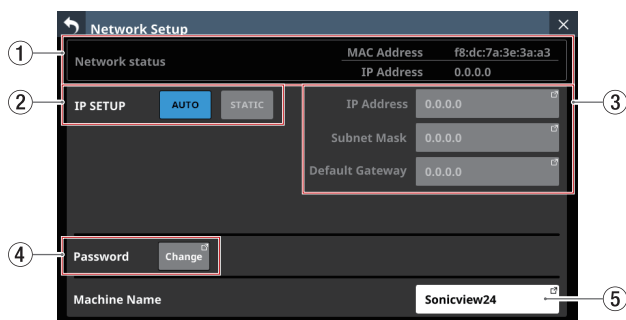 Network Setup
①
Network status
MAC Address f8:dc:7a:3e:3a:a3
IP Address 0.0.0.0
②
IP SETUP AUTO STATIC
IP Address 0.0.0.0
③
Subnet Mask 0.0.0.0
Default Gateway 0.0.0.0
④
Password Change
Machine Name Sonicview24
⑤